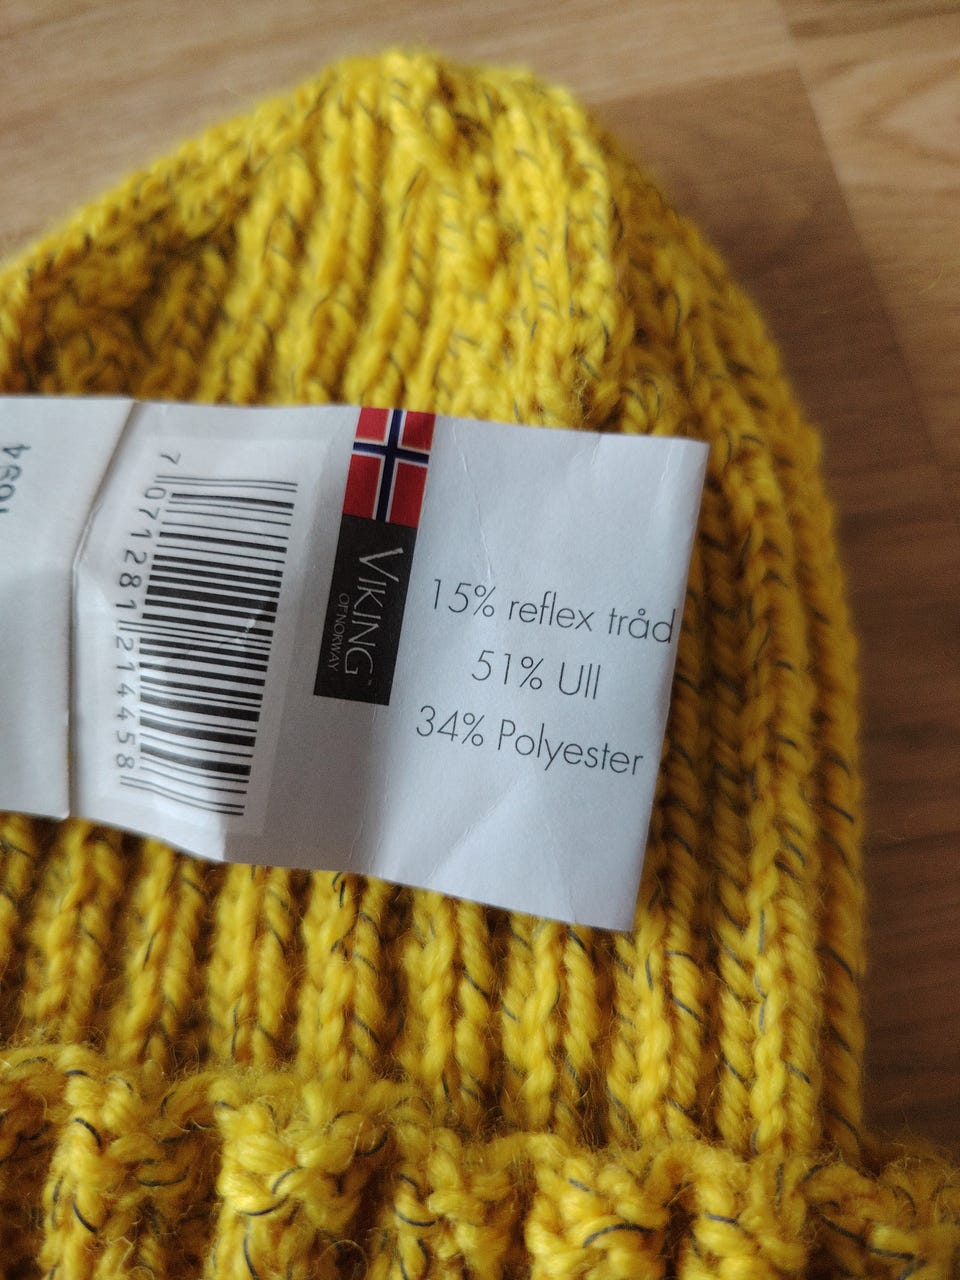 15% reflex tråd
51% Ull
34% Polyester
VIKING
OF NORWAY
7 071281 214458